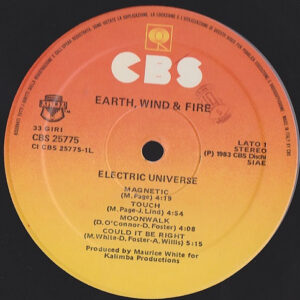 CBS
EARTH, WIND & FIRE
33 GIRI
CBS 25775
CBS 25775-1L
LATO 1
STEREO
(P) 1983 CBS Dischi
SIAE
ELECTRIC UNIVERSE
MAGNETIC
(M. Page) 4:19
TOUCH
(M. Page-J. Lind) 4:54
MOONWALK
(D. O'Connor-D. Foster) 4:08
COULD IT BE RIGHT
(M. White-D. Foster-A. Willis) 5:15
Produced by Maurice White for
Kalimba Productions